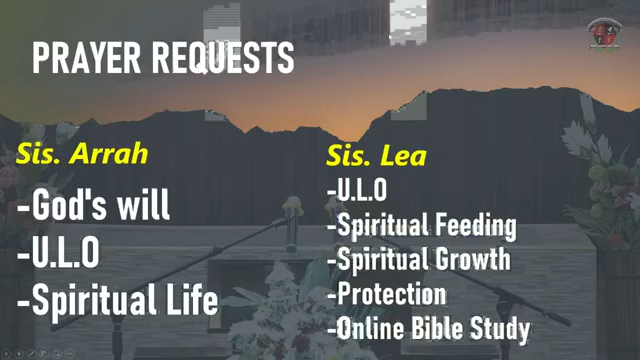 PRAYER REQUESTS
Sis. Arrah
-God's will
-U.L.O
-Spiritual Life
Sis. Lea
-U.L.O
-Spiritual Feeding
-Spiritual Growth
-Protection
-Online Bible Study